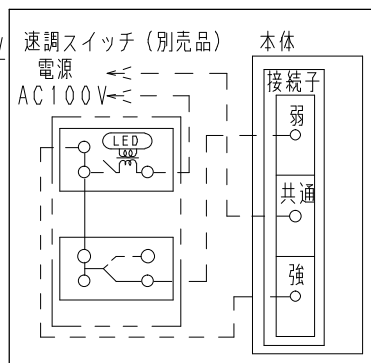 速調スイッチ（別売品） 本体
電源
AC100V
接続子
弱
LED
共通
強